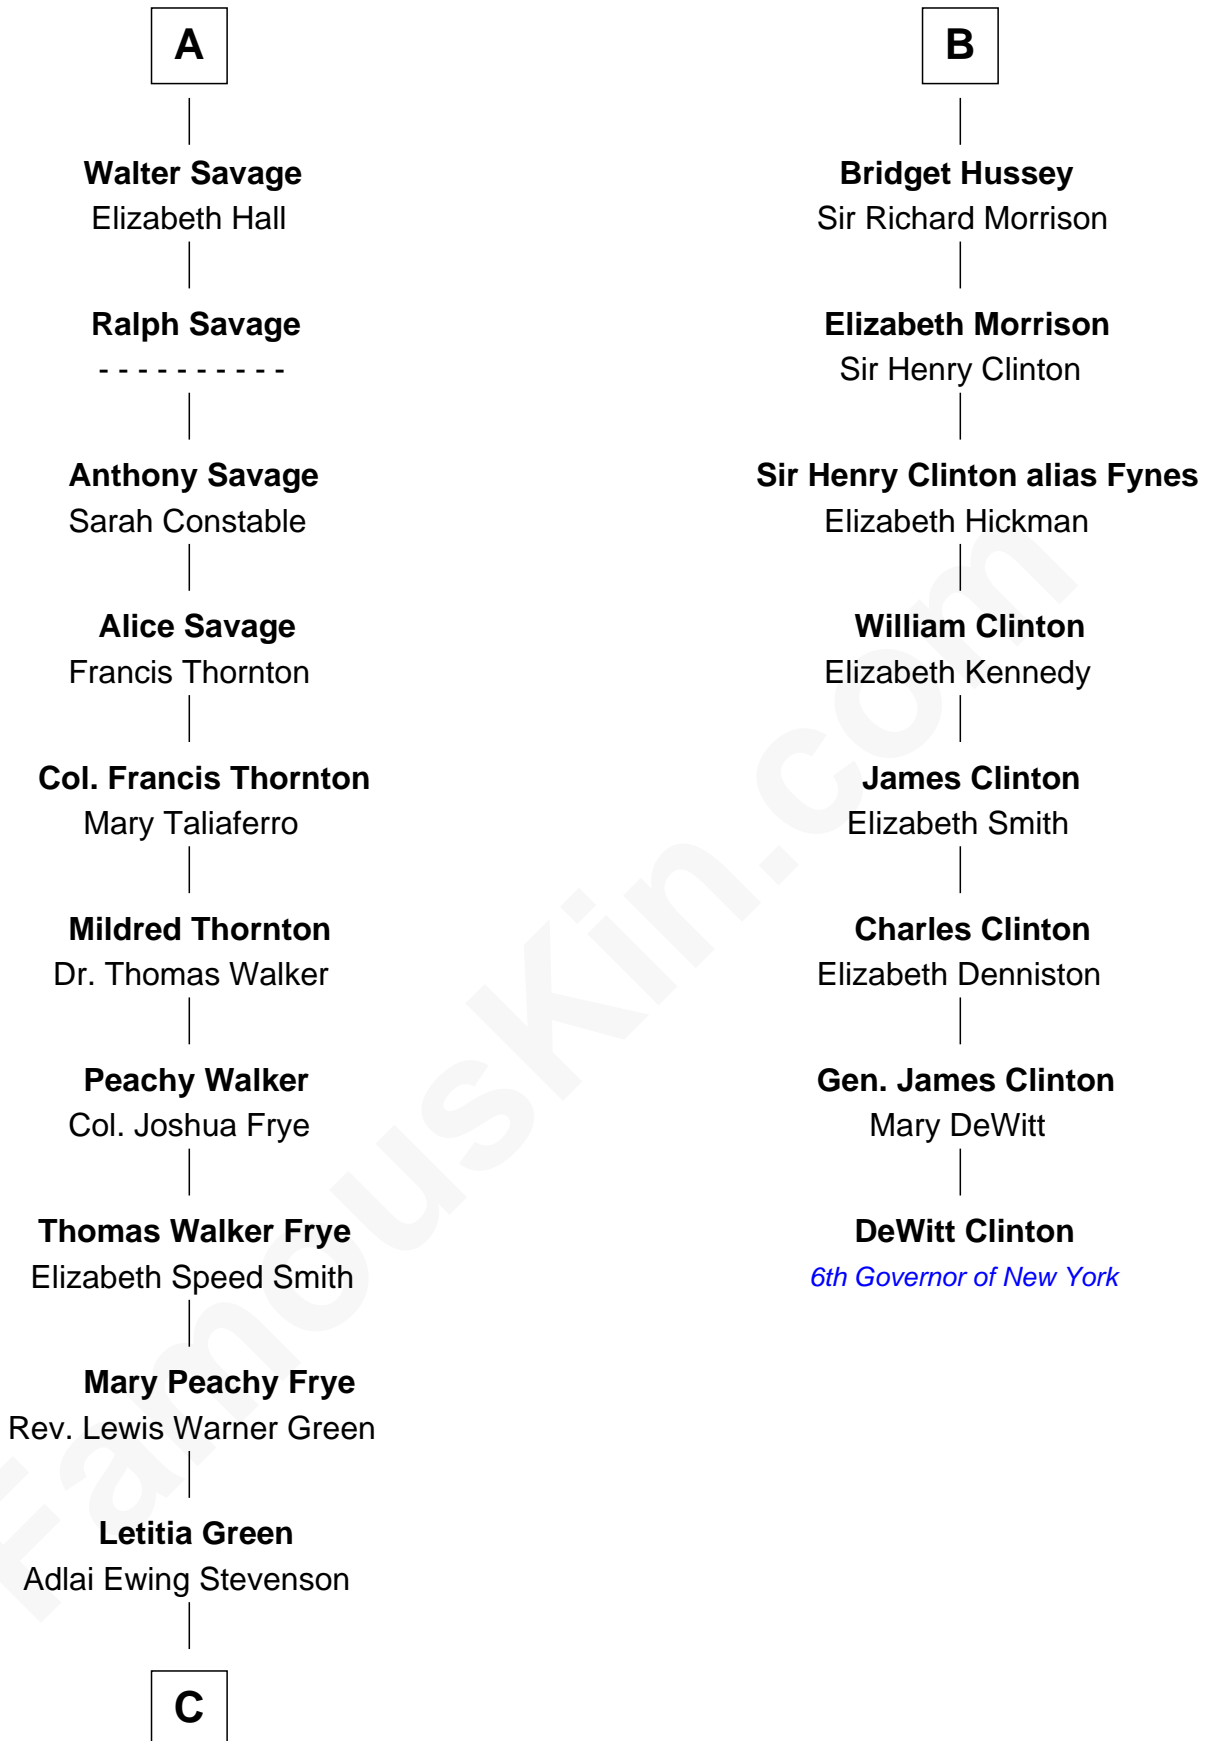 A
Walter Savage
Elizabeth Hall
Ralph Savage
- - - - - - - - - -
Anthony Savage
Sarah Constable
Alice Savage
Francis Thornton
Col. Francis Thornton
Mary Taliaferro
Mildred Thornton
Dr. Thomas Walker
Peachy Walker
Col. Joshua Frye
Thomas Walker Frye
Elizabeth Speed Smith
Mary Peachy Frye
Rev. Lewis Warner Green
Letitia Green
Adlai Ewing Stevenson
C
B
Bridget Hussey
Sir Richard Morrison
Elizabeth Morrison
Sir Henry Clinton
Sir Henry Clinton alias Fynes
Elizabeth Hickman
William Clinton
Elizabeth Kennedy
James Clinton
Elizabeth Smith
Charles Clinton
Elizabeth Denniston
Gen. James Clinton
Mary DeWitt
DeWitt Clinton
6th Governor of New York
FamousKin.com